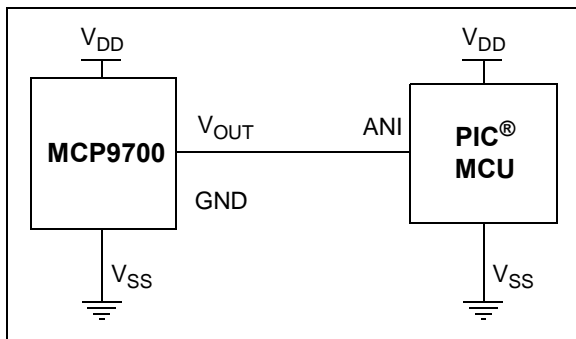 V_DD
V_DD
MCP9700
V_OUT
ANI
PIC®
MCU
GND
V_SS
V_SS